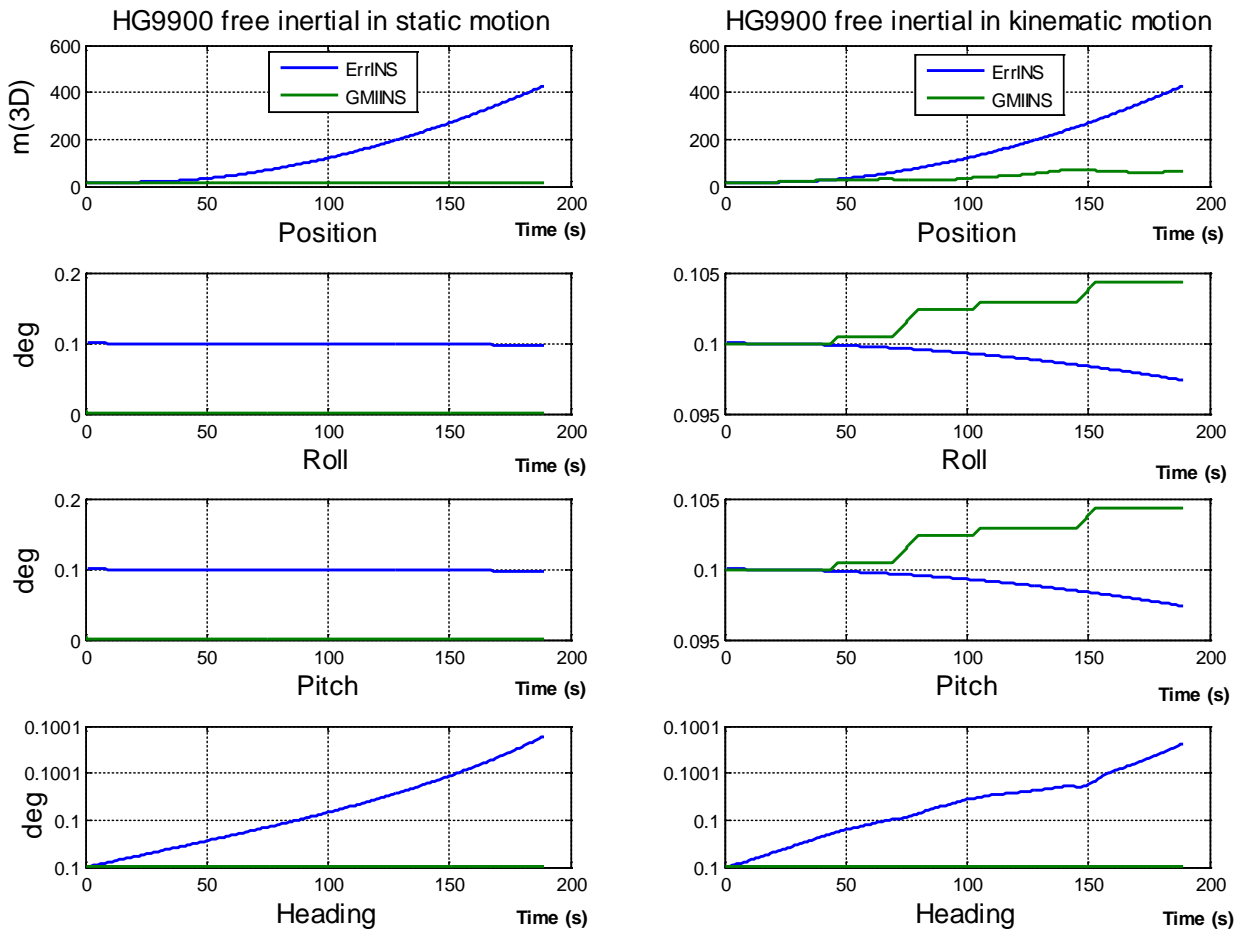 HG9900 free inertial in static motion
600
400
200
0
m(3D)
ErrINS
GMIINS
0 50 100 150 200
Position
Time (s)
0.2
0.1
0
deg
0 50 100 150 200
Roll
Time (s)
0.2
0.1
0
deg
0 50 100 150 200
Pitch
Time (s)
0.1001
0.1001
0.1
0.1
deg
0 50 100 150 200
Heading
Time (s)
HG9900 free inertial in kinematic motion
600
400
200
0
ErrINS
GMIINS
0 50 100 150 200
Position
Time (s)
0.105
0.1
0.095
0 50 100 150 200
Roll
Time (s)
0.105
0.1
0.095
0 50 100 150 200
Pitch
Time (s)
0.1001
0.1001
0.1
0.1
0 50 100 150 200
Heading
Time (s)